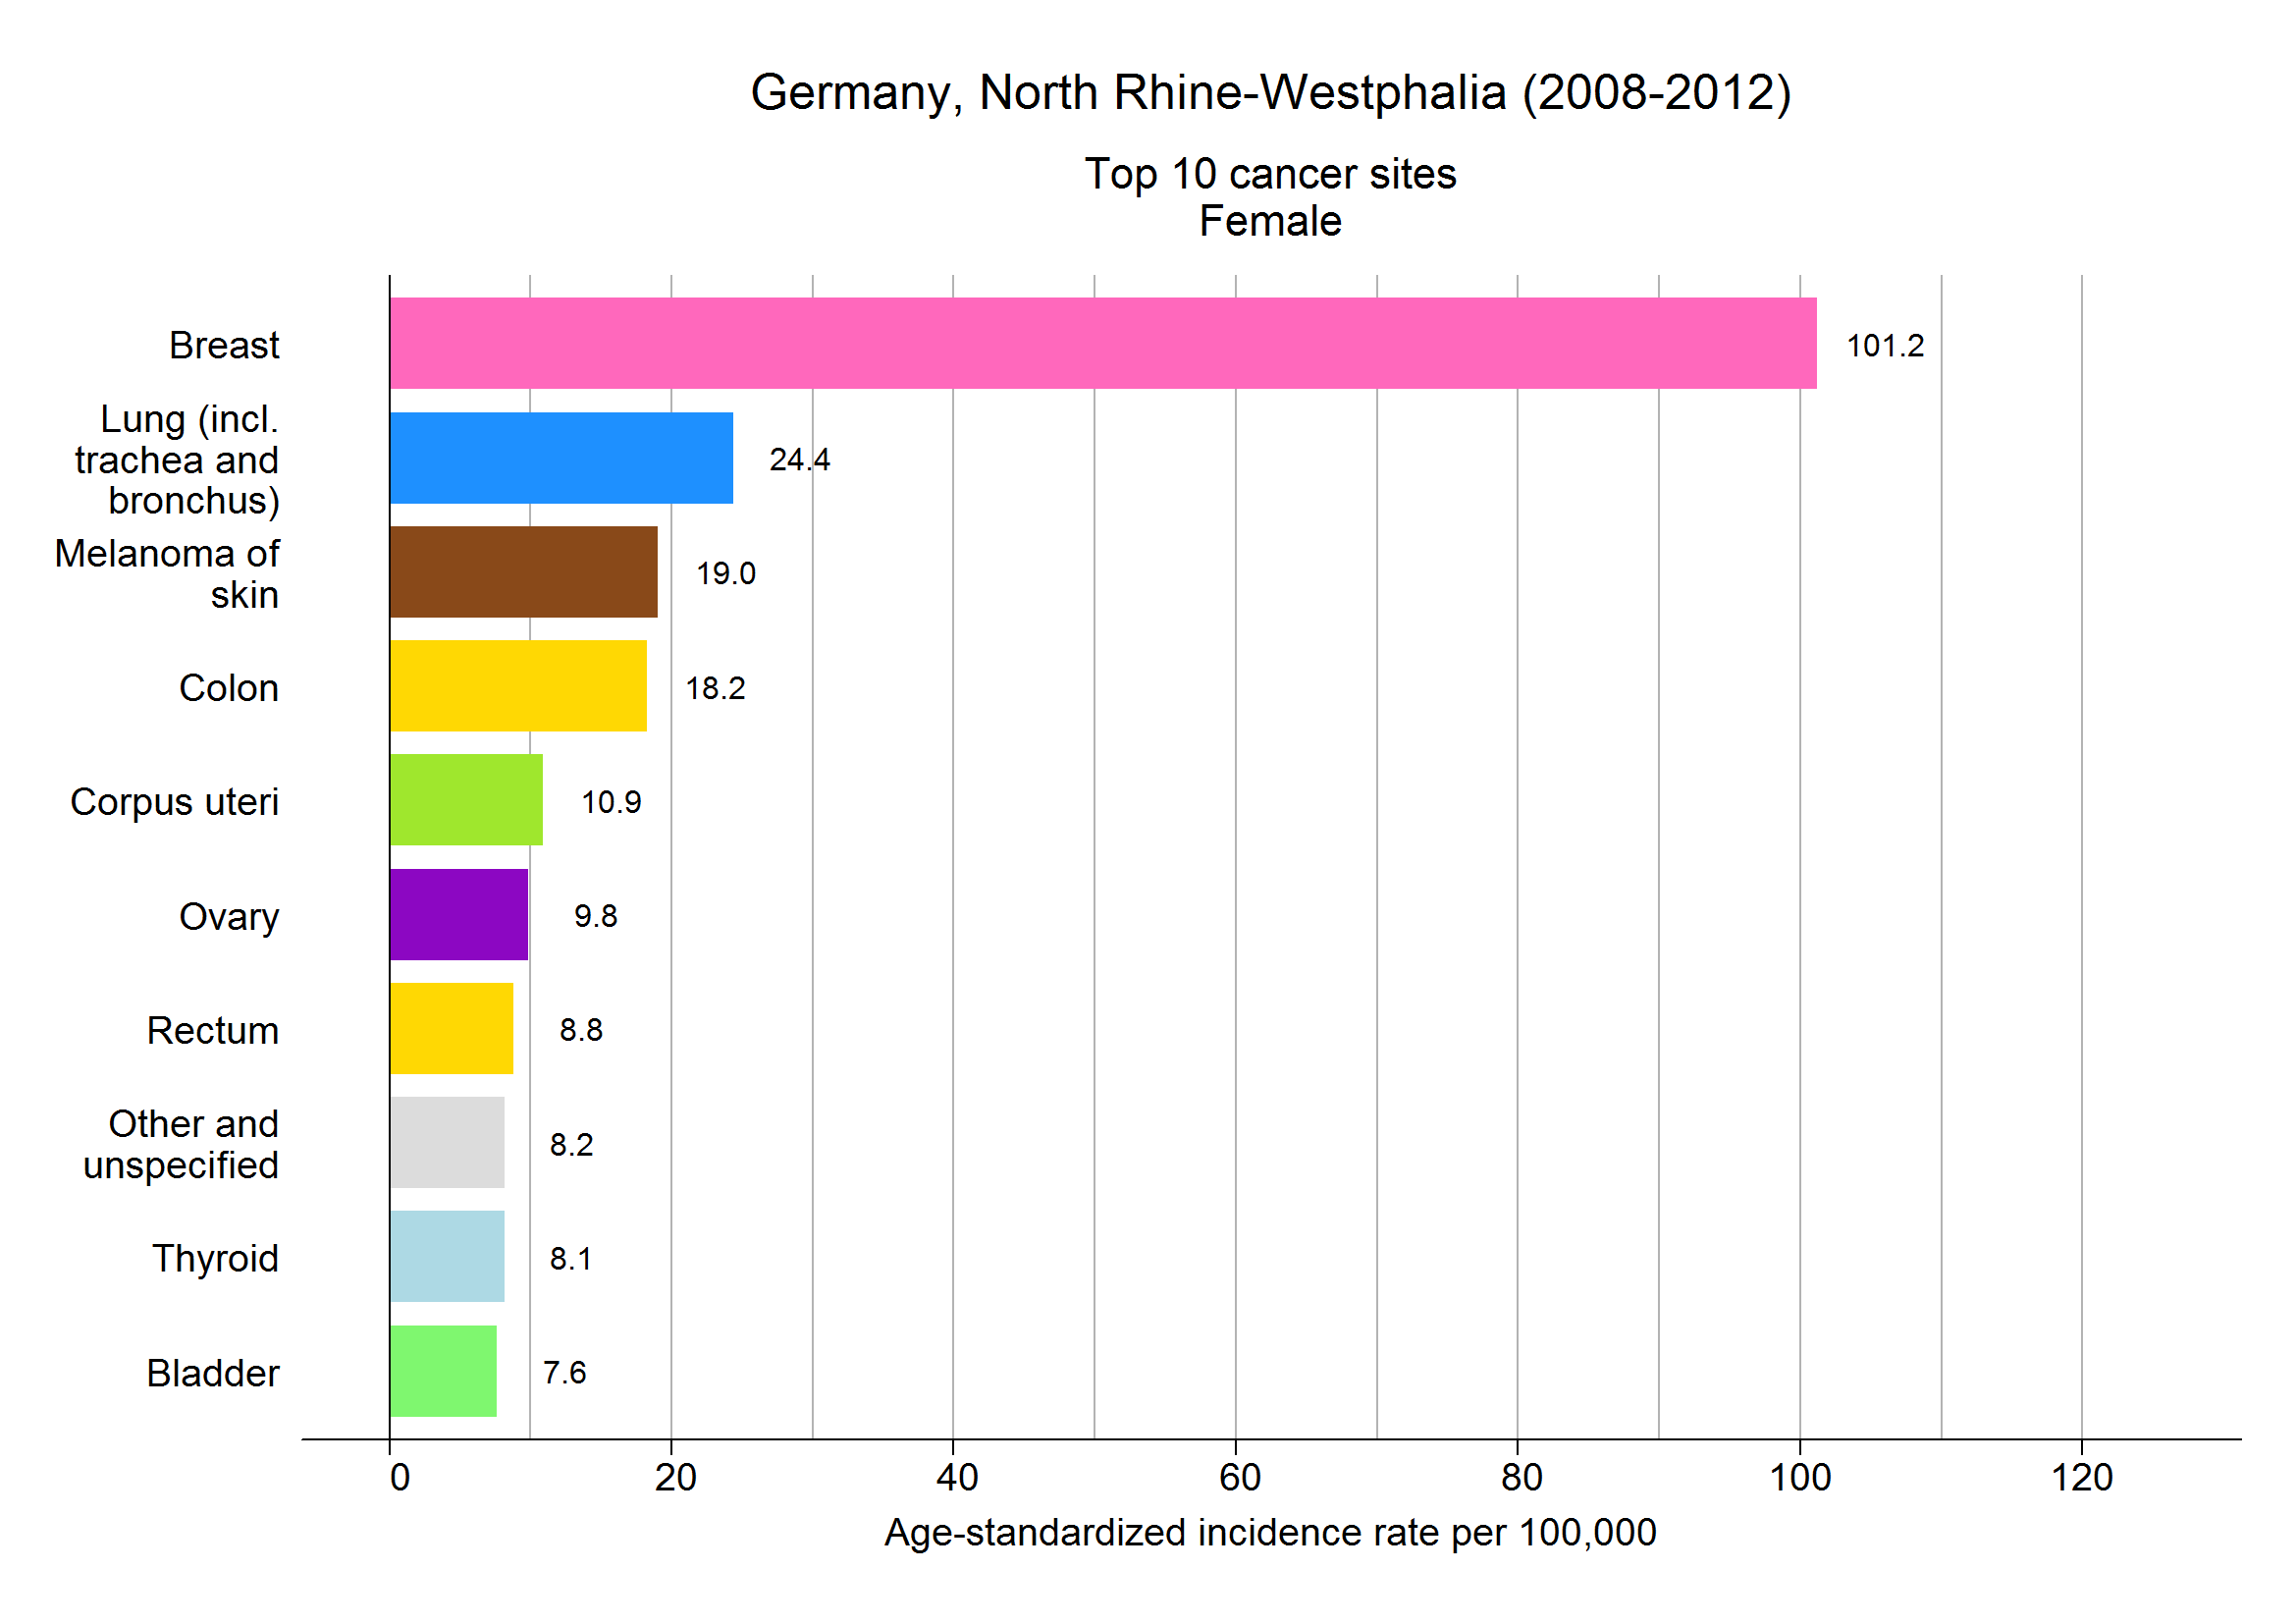 Germany, North Rhine-Westphalia (2008-2012)
Top 10 cancer sites
Female
Breast
101.2
Lung (incl.
trachea and
bronchus)
24.4
Melanoma of
skin
19.0
Colon
18.2
Corpus uteri
10.9
Ovary
9.8
Rectum
8.8
Other and
unspecified
8.2
Thyroid
8.1
Bladder
7.6
0 20 40 60 80 100 120
Age-standardized incidence rate per 100,000